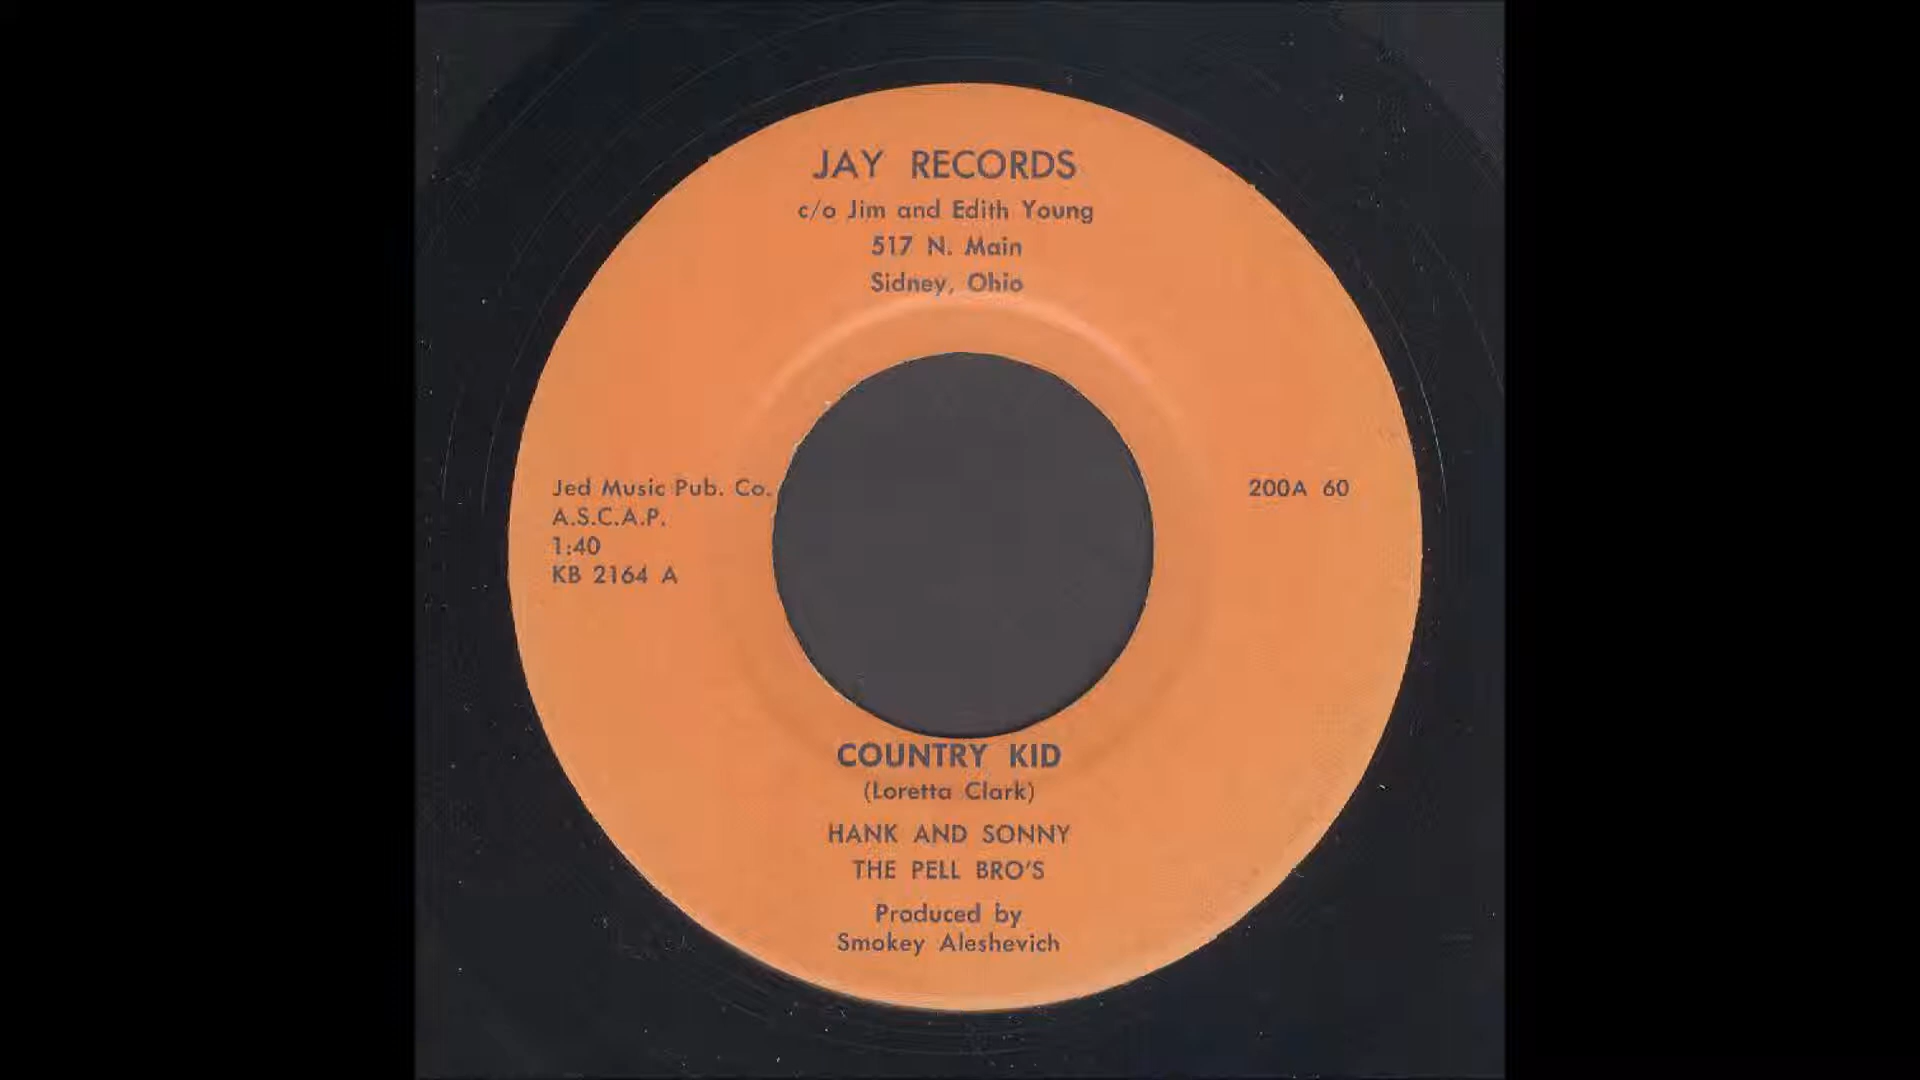 JAY RECORDS
c/o Jim and Edith Young
517 N. Main
Sidney, Ohio
Jed Music Pub. Co.
A.S.C.A.P.
1:40
KB 2164 A
200A 60
COUNTRY KID
(Loretta Clark)
HANK AND SONNY
THE PELL BRO'S
Produced by
Smokey Aleshevich